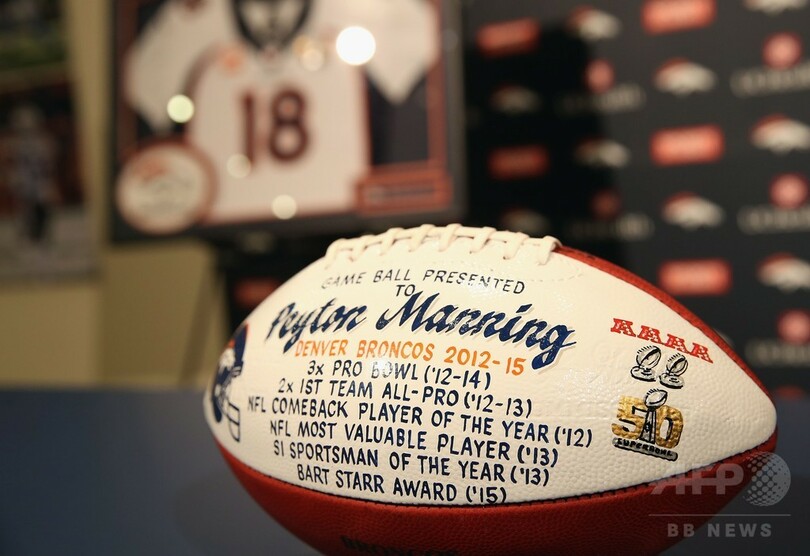 18
GAME BALL PRESENTED
TO
Peyton Manning
DENVER BRONCOS 2012-15
3X PRO BOWL ('12-14)
2X 1ST TEAM ALL-PRO ('12-13)
NFL COMEBACK PLAYER OF THE YEAR ('12)
NFL MOST VALUABLE PLAYER ('13)
SI SPORTSMAN OF THE YEAR ('13)
BART STARR AWARD ('15)
50
SUPER BOWL
AFP
BB NEWS